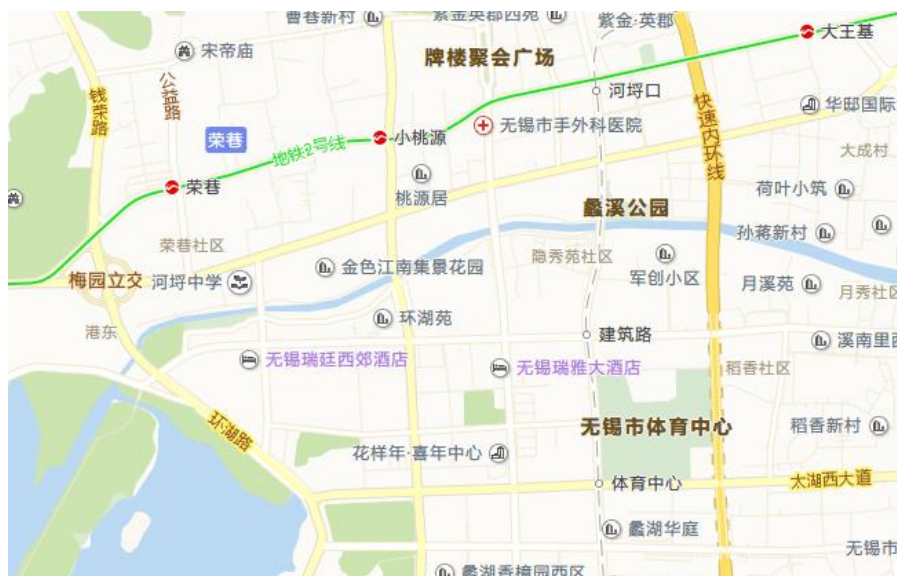 曹巷新村
紫金英郡西苑
紫金·英郡
大王基
宋帝庙
牌楼聚会广场
钱荣路
公益路
河埒口
快速内环线
华邸国际
荣巷
地铁2号线
小桃源
无锡市手外科医院
大成村
荣巷
桃源居
荷叶小筑
蠡溪公园
荣巷社区
隐秀苑社区
孙蒋新村
梅园立交
河埒中学
金色江南集景花园
军创小区
月溪苑
月秀社区
港东
环湖苑
建筑路
溪南里西
无锡瑞廷西郊酒店
无锡瑞雅大酒店
稻香社区
环湖路
无锡市体育中心
稻香新村
花样年·喜年中心
体育中心
太湖西大道
蠡湖华庭
无锡市
蠡湖香樟园西区